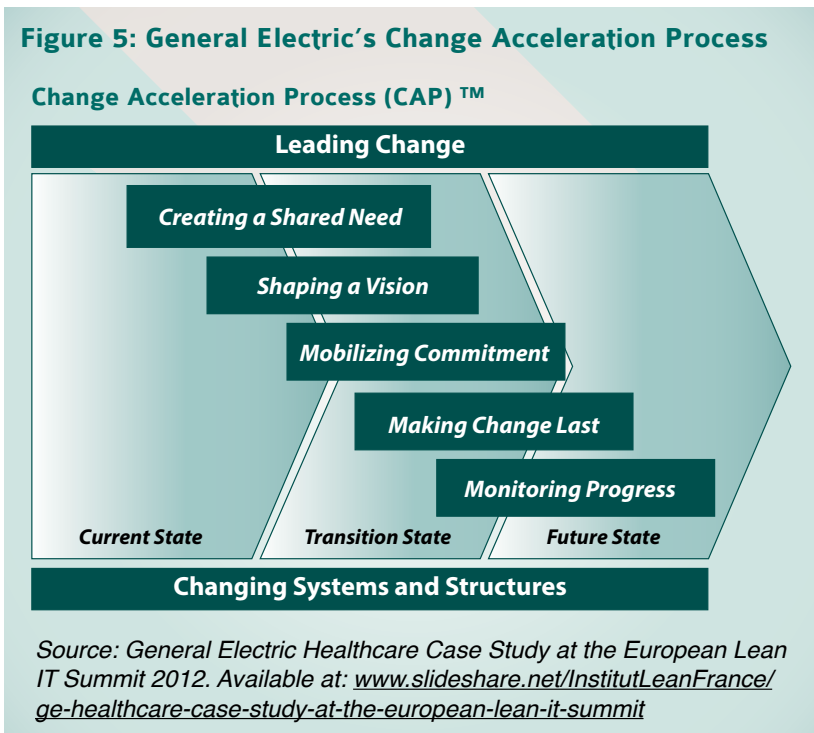 Figure 5: General Electric's Change Acceleration Process
Change Acceleration Process (CAP) ™
Leading Change
Creating a Shared Need
Shaping a Vision
Mobilizing Commitment
Making Change Last
Monitoring Progress
Current State
Transition State
Future State
Changing Systems and Structures
Source: General Electric Healthcare Case Study at the European Lean
IT Summit 2012. Available at: www.slideshare.net/InstitutLeanFrance/
ge-healthcare-case-study-at-the-european-lean-it-summit